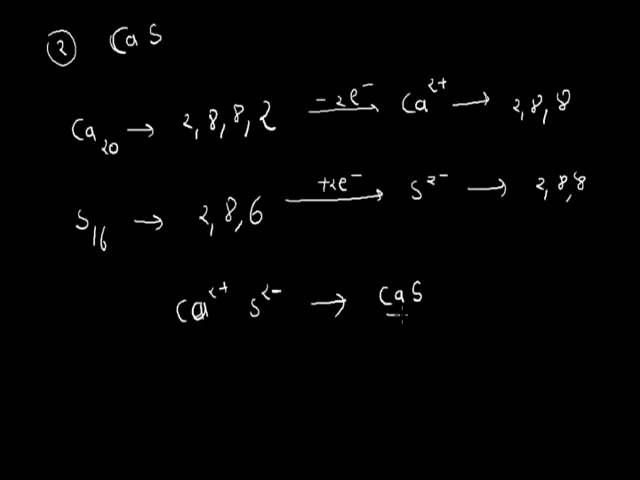 ② CaS
Ca₂₀ → 2, 8, 8, 2 -2e⁻→ Ca²⁺ → 2, 8, 8
S₁₆ → 2, 8, 6 +2e⁻→ S²⁻ → 2, 8, 8
Ca²⁺ S²⁻ → CaS